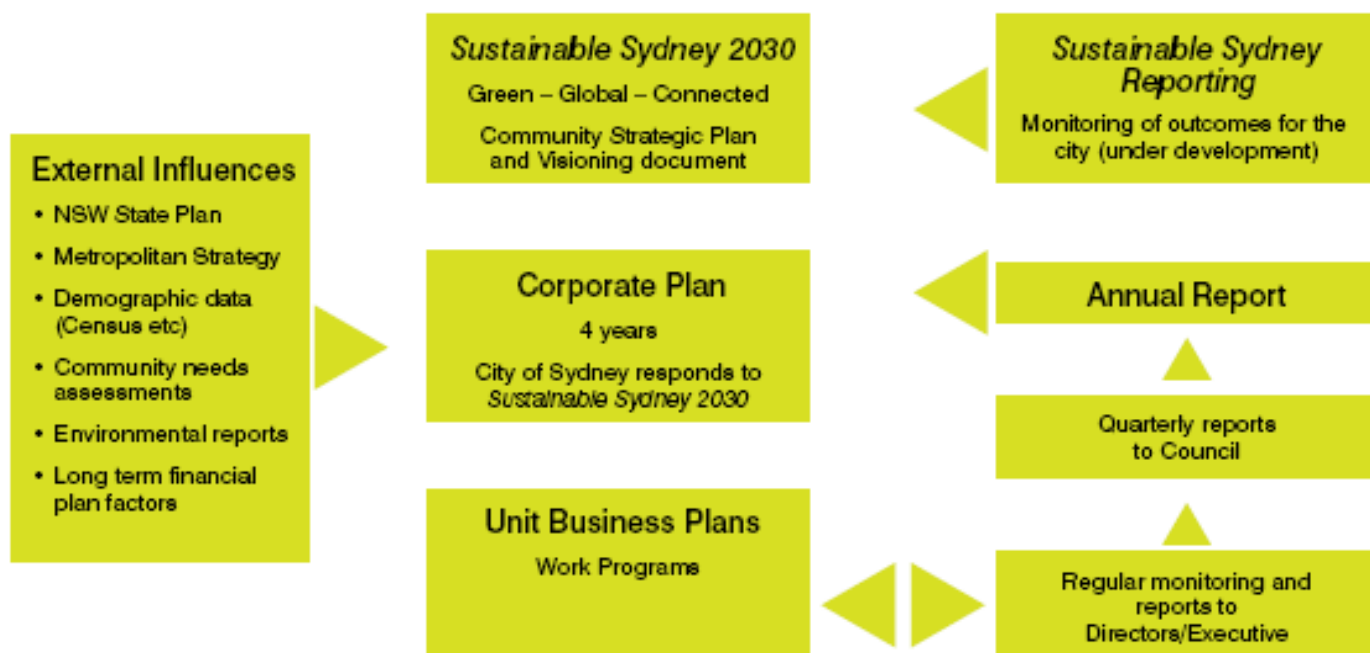 External Influences
• NSW State Plan
• Metropolitan Strategy
• Demographic data
(Census etc)
• Community needs
assessments
• Environmental reports
• Long term financial
plan factors
Sustainable Sydney 2030
Green – Global – Connected
Community Strategic Plan
and Visioning document
Corporate Plan
4 years
City of Sydney responds to
Sustainable Sydney 2030
Unit Business Plans
Work Programs
Sustainable Sydney
Reporting
Monitoring of outcomes for the
city (under development)
Annual Report
Quarterly reports
to Council
Regular monitoring and
reports to
Directors/Executive